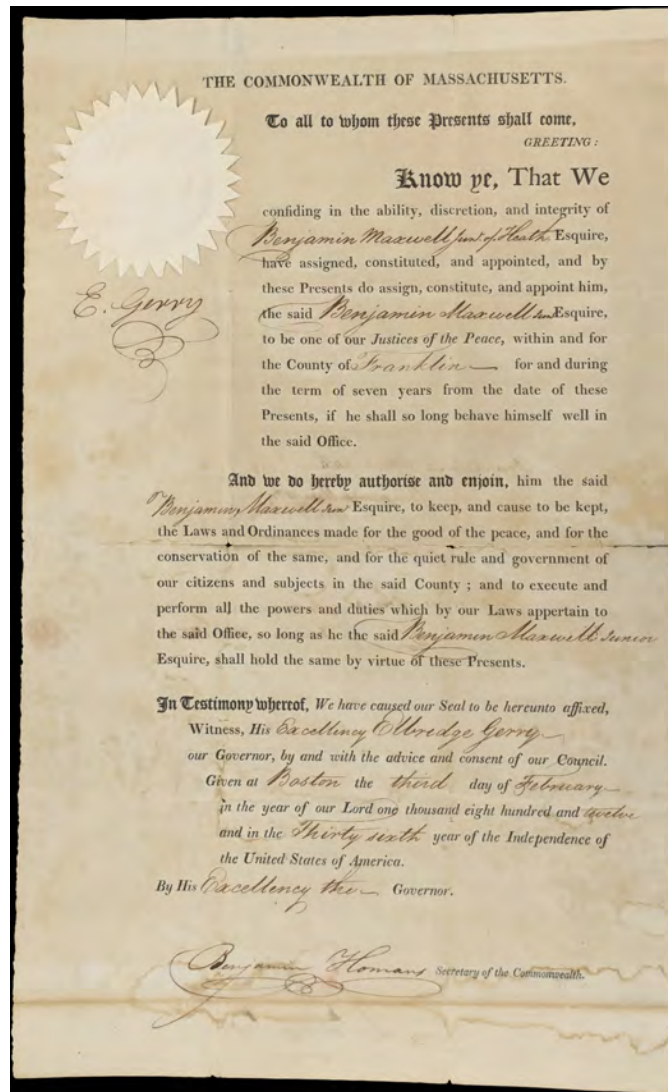 THE COMMONWEALTH OF MASSACHUSETTS.
To all to whom these Presents shall come,
GREETING:
Know ye, That We
confiding in the ability, discretion, and integrity of
Benjamin Maxwell junr. of Heath Esquire,
have assigned, constituted, and appointed, and by
these Presents do assign, constitute, and appoint him,
the said Benjamin Maxwell Junr Esquire,
to be one of our Justices of the Peace, within and for
the County of Franklin — for and during
the term of seven years from the date of these
Presents, if he shall so long behave himself well in
the said Office.
E. Gerry
And we do hereby authorise and enjoin, him the said
Benjamin Maxwell Junr Esquire, to keep, and cause to be kept,
the Laws and Ordinances made for the good of the peace, and for the
conservation of the same, and for the quiet rule and government of
our citizens and subjects in the said County; and to execute and
perform all the powers and duties which by our Laws appertain to
the said Office, so long as he the said Benjamin Maxwell Junior
Esquire, shall hold the same by virtue of these Presents.
In Testimony whereof, We have caused our Seal to be hereunto affixed,
Witness, His Excellency Elbridge Gerry
our Governor, by and with the advice and consent of our Council.
Given at Boston the third day of February
in the year of our Lord one thousand eight hundred and twelve
and in the Thirty sixth year of the Independence of
the United States of America.
By His Excellency the — Governor.
Benjamin Homans Secretary of the Commonwealth.